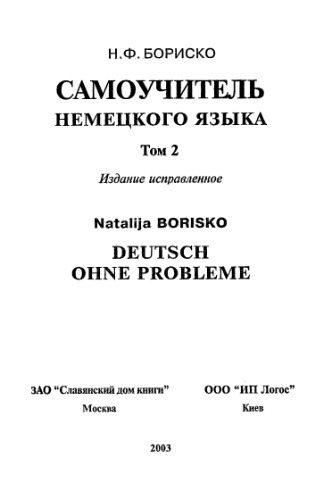 Н.Ф. БОРИСКО
САМОУЧИТЕЛЬ
НЕМЕЦКОГО ЯЗЫКА
Том 2
Издание исправленное
Natalija BORISKO
DEUTSCH
OHNE PROBLEME
ЗАО "Славянский дом книги" ООО "ИП Логос"
Москва Киев
2003